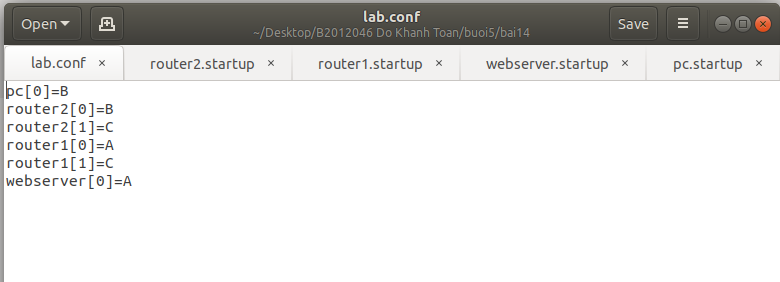 Open
lab.conf
~/Desktop/B2012046 Do Khanh Toan/buoi5/bai14
Save
lab.conf × router2.startup × router1.startup × webserver.startup × pc.startup ×
pc[0]=B
router2[0]=B
router2[1]=C
router1[0]=A
router1[1]=C
webserver[0]=A